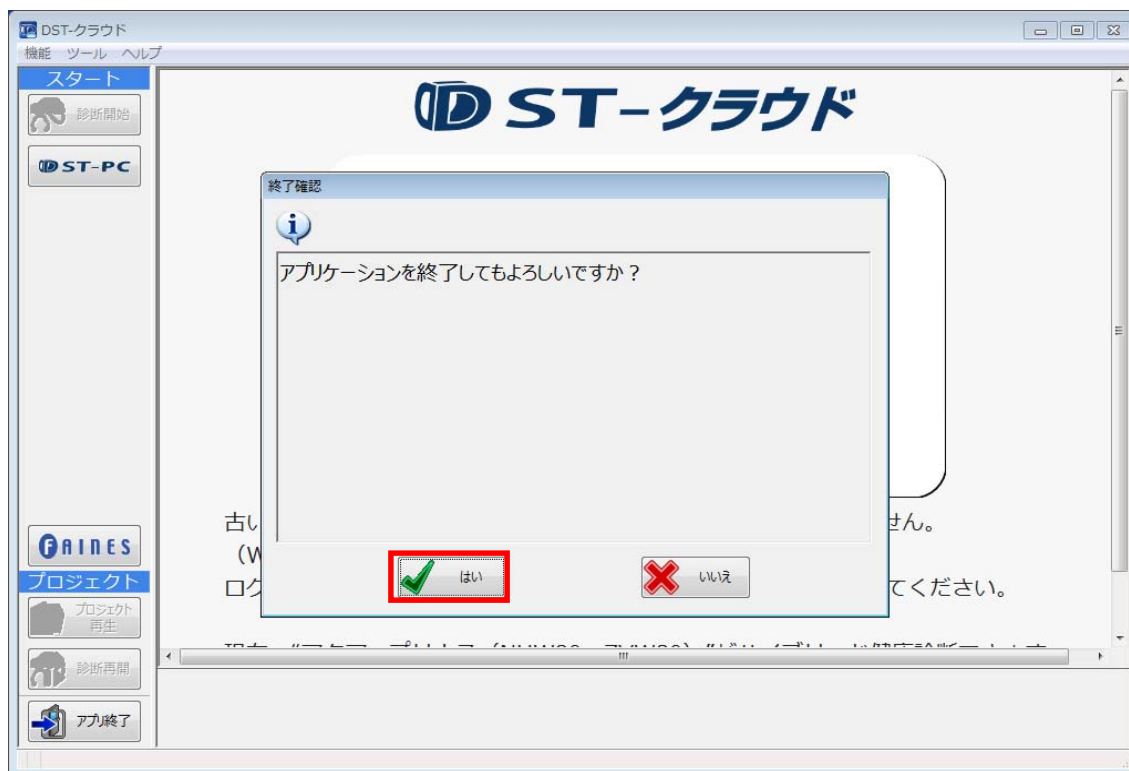 DST-クラウド
機能 ツール ヘルプ
スタート
診断開始
DST-PC
FAINES
プロジェクト
プロジェクト
再生
診断再開
アプリ終了
DST-クラウド
終了確認
アプリケーションを終了してもよろしいですか？
はい
いいえ
古い
せん。
(W
ログ
てください。